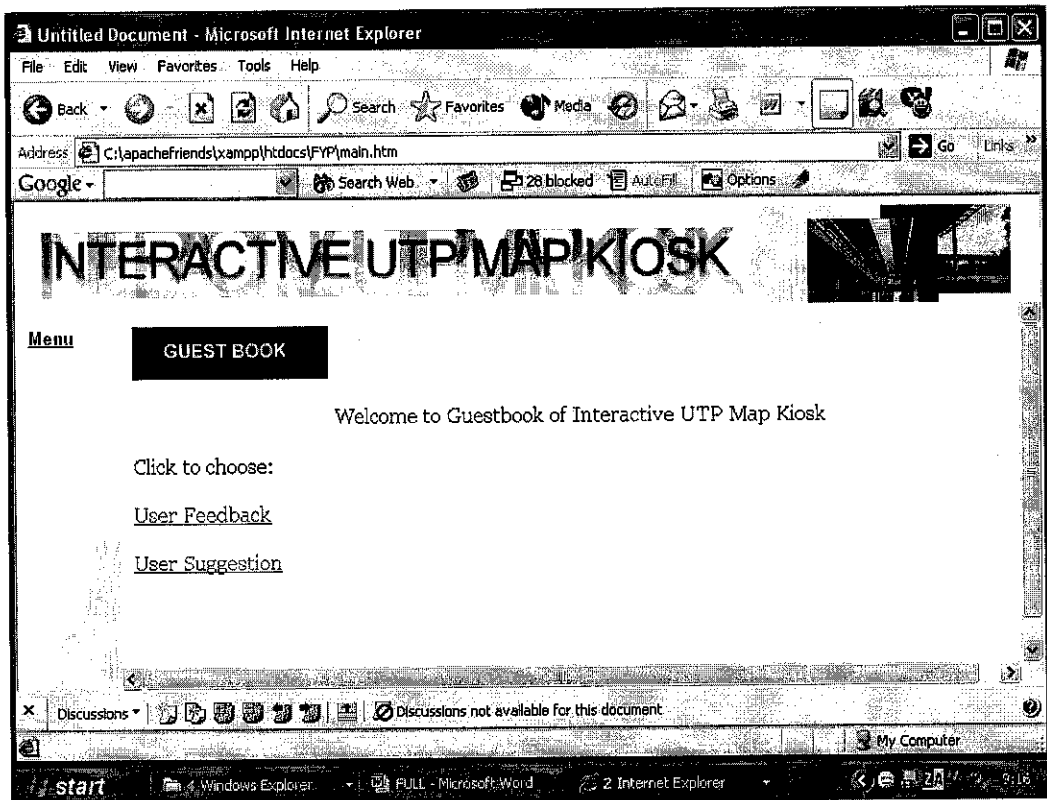 Untitled Document - Microsoft Internet Explorer
File Edit View Favorites Tools Help
Back Search Favorites Media
Address C:\apachefriends\xampp\htdocs\FYP\main.htm Go Links »
Google Search Web 28 blocked AutoFill Options
INTERACTIVE UTP MAP KIOSK
Menu
GUEST BOOK
Welcome to Guestbook of Interactive UTP Map Kiosk
Click to choose:
User Feedback
User Suggestion
Discussions Discussions not available for this document
My Computer
start 4 Windows Explorer FULL - Microsoft Word 2 Internet Explorer